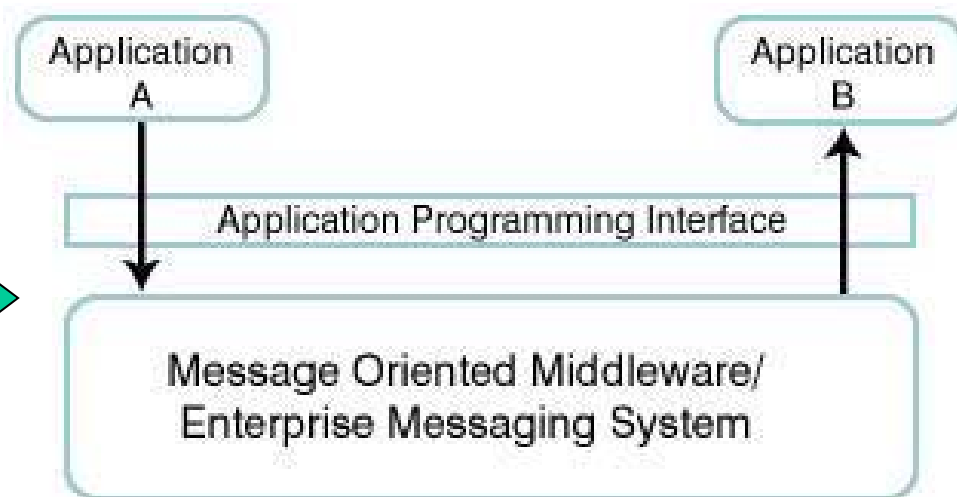 Application
A
Application
B
Application Programming Interface
Message Oriented Middleware/
Enterprise Messaging System